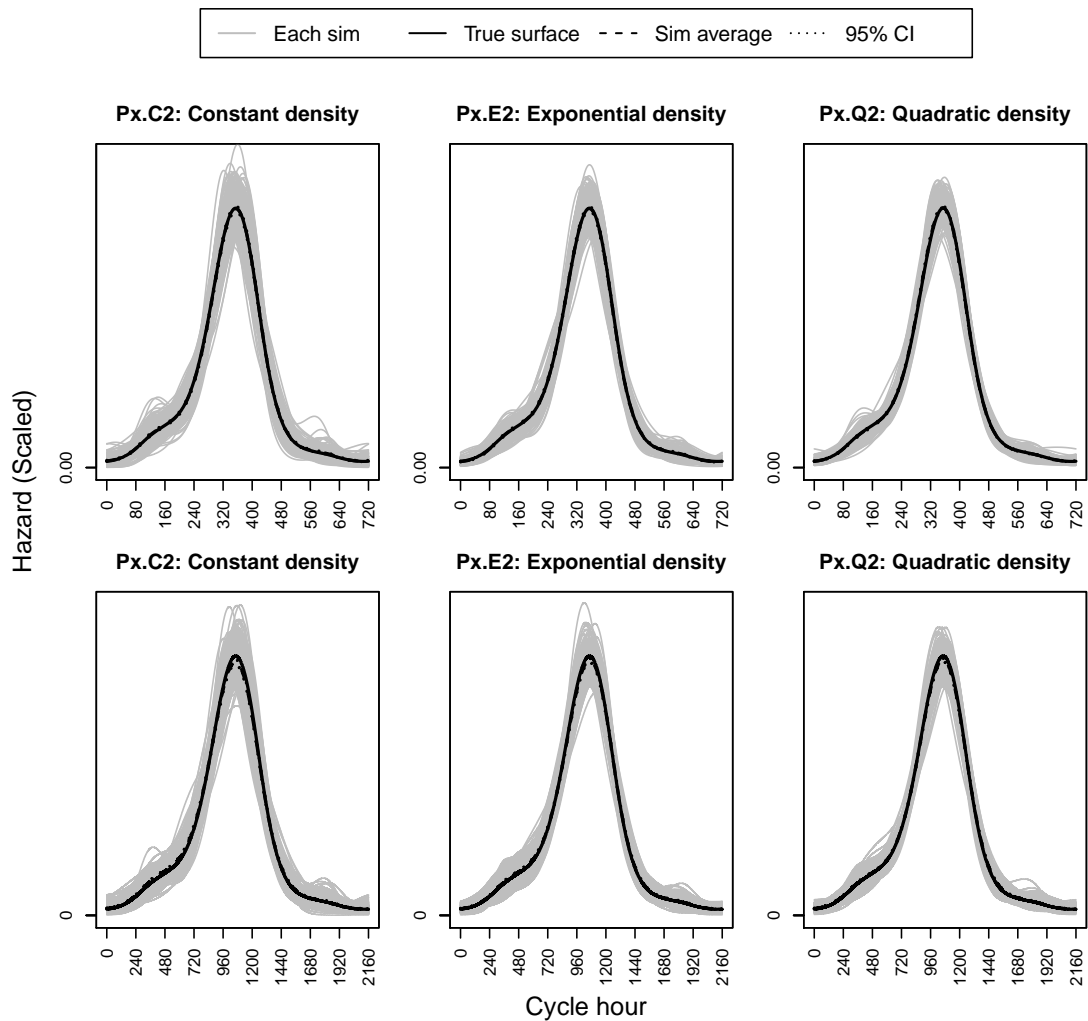 Each sim True surface Sim average 95% CI
Px.C2: Constant density Px.E2: Exponential density Px.Q2: Quadratic density
0.00 0.00 0.00
0 80 160 240 320 400 480 560 640 720 0 80 160 240 320 400 480 560 640 720 0 80 160 240 320 400 480 560 640 720
Hazard (Scaled)
Px.C2: Constant density Px.E2: Exponential density Px.Q2: Quadratic density
0 0 0
0 240 480 720 960 1200 1440 1680 1920 2160 0 240 480 720 960 1200 1440 1680 1920 2160 0 240 480 720 960 1200 1440 1680 1920 2160
Cycle hour